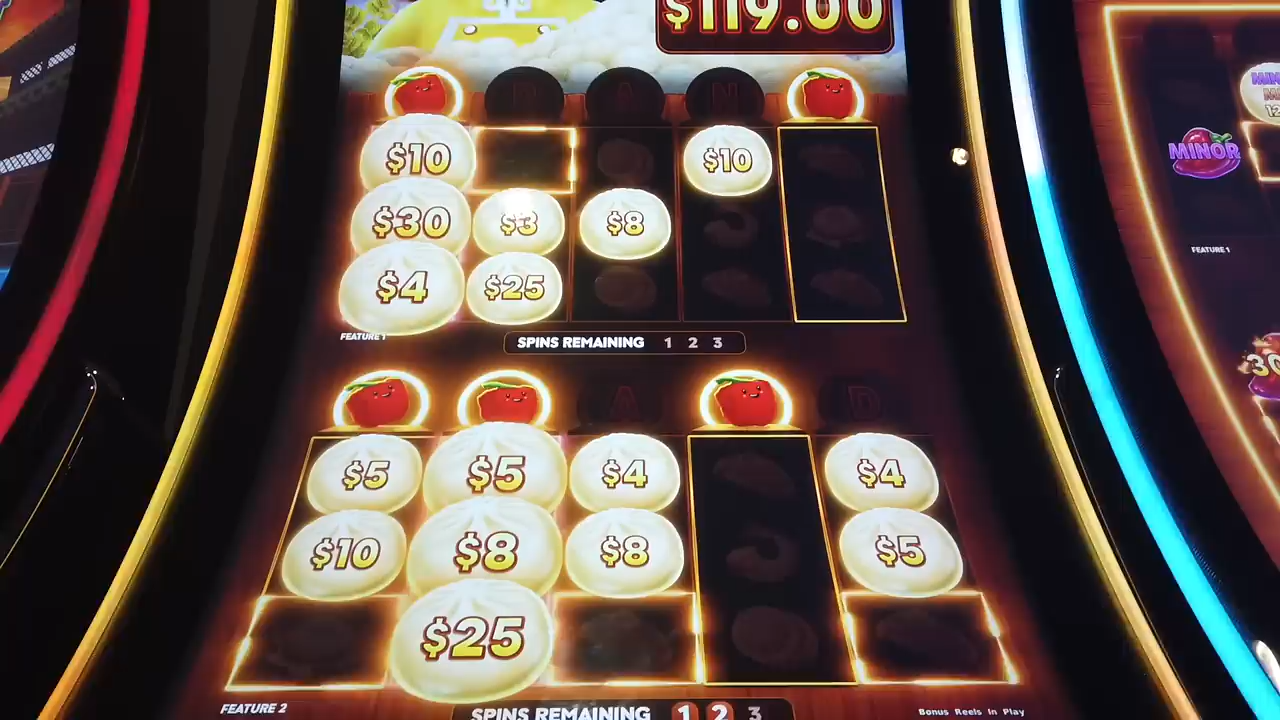 $119.00
$10
$10
$30
$3
$8
$4
$25
MINOR
FEATURE 1
FEATURE 1
SPINS REMAINING 1 2 3
A
D
$5
$5
$4
$4
$10
$8
$8
$5
$25
FEATURE 2
SPINS REMAINING 1 2 3
Bonus Reels In Play